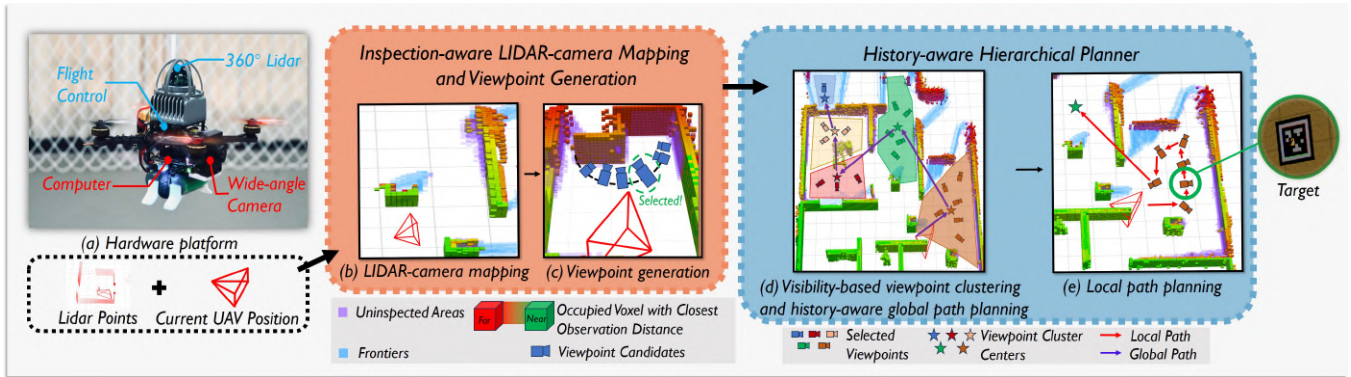 360° Lidar
Flight
Control
Computer
Wide-angle
Camera
(a) Hardware platform
Lidar Points
+
Current UAV Position
Inspection-aware LIDAR-camera Mapping
and Viewpoint Generation
Selected!
(b) LIDAR-camera mapping
(c) Viewpoint generation
Uninspected Areas
Far
Near
Occupied Voxel with Closest
Observation Distance
Frontiers
Viewpoint Candidates
History-aware Hierarchical Planner
(d) Visibility-based viewpoint clustering
and history-aware global path planning
(e) Local path planning
Target
Selected
Viewpoints
Viewpoint Cluster
Centers
Local Path
Global Path